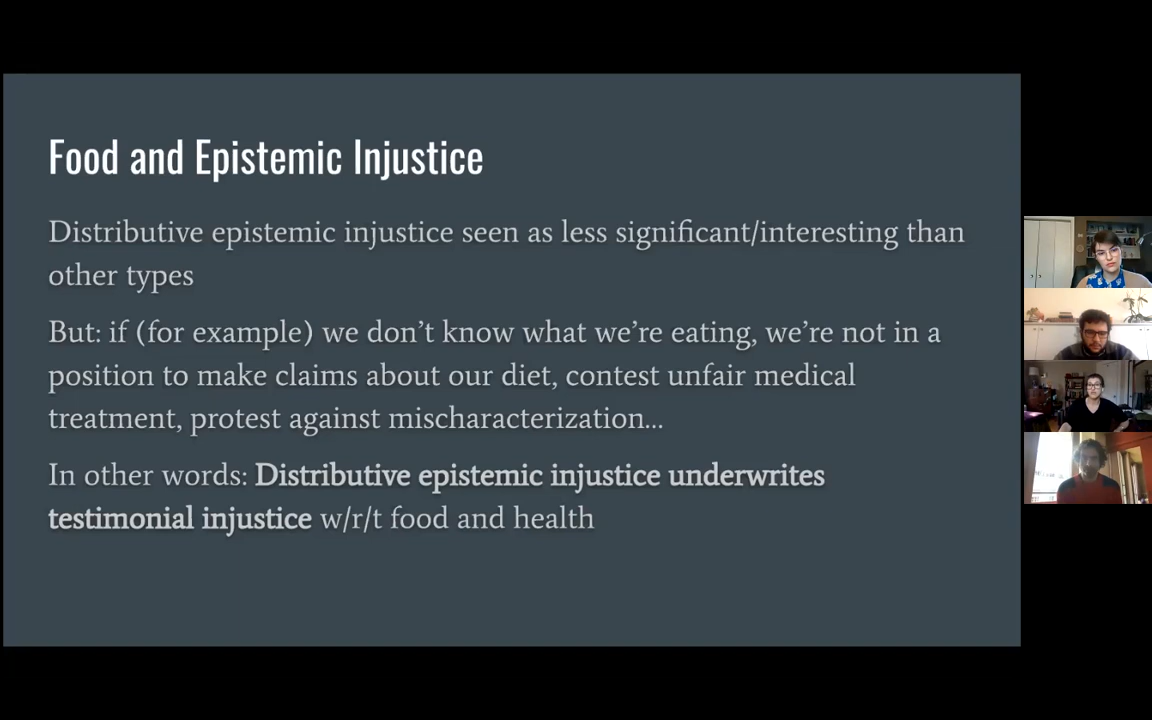 Food and Epistemic Injustice
Distributive epistemic injustice seen as less significant/interesting than
other types
But: if (for example) we don’t know what we’re eating, we’re not in a
position to make claims about our diet, contest unfair medical
treatment, protest against mischaracterization...
In other words: Distributive epistemic injustice underwrites
testimonial injustice w/r/t food and health